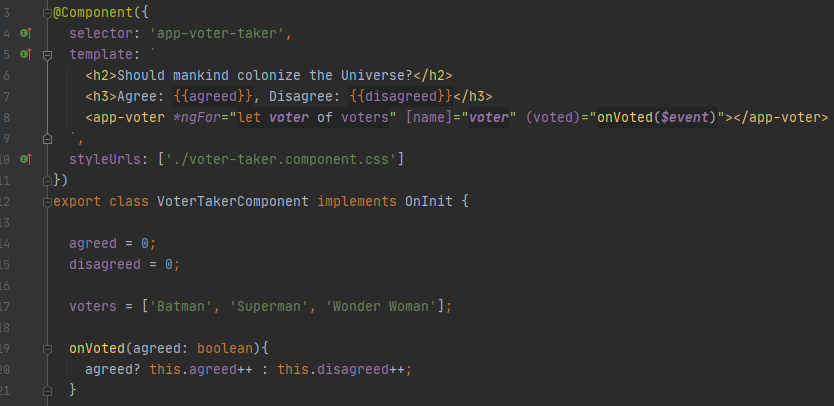 3 @Component({
4 selector: 'app-voter-taker',
5 template: `
6 <h2>Should mankind colonize the Universe?</h2>
7 <h3>Agree: {{agreed}}, Disagree: {{disagreed}}</h3>
8 <app-voter *ngFor="let voter of voters" [name]="voter" (voted)="onVoted($event)"></app-voter>
9 `,
10 styleUrls: ['./voter-taker.component.css']
11 })
12 export class VoterTakerComponent implements OnInit {
13
14 agreed = 0;
15 disagreed = 0;
16
17 voters = ['Batman', 'Superman', 'Wonder Woman'];
18
19 onVoted(agreed: boolean){
20 agreed? this.agreed++ : this.disagreed++;
21 }